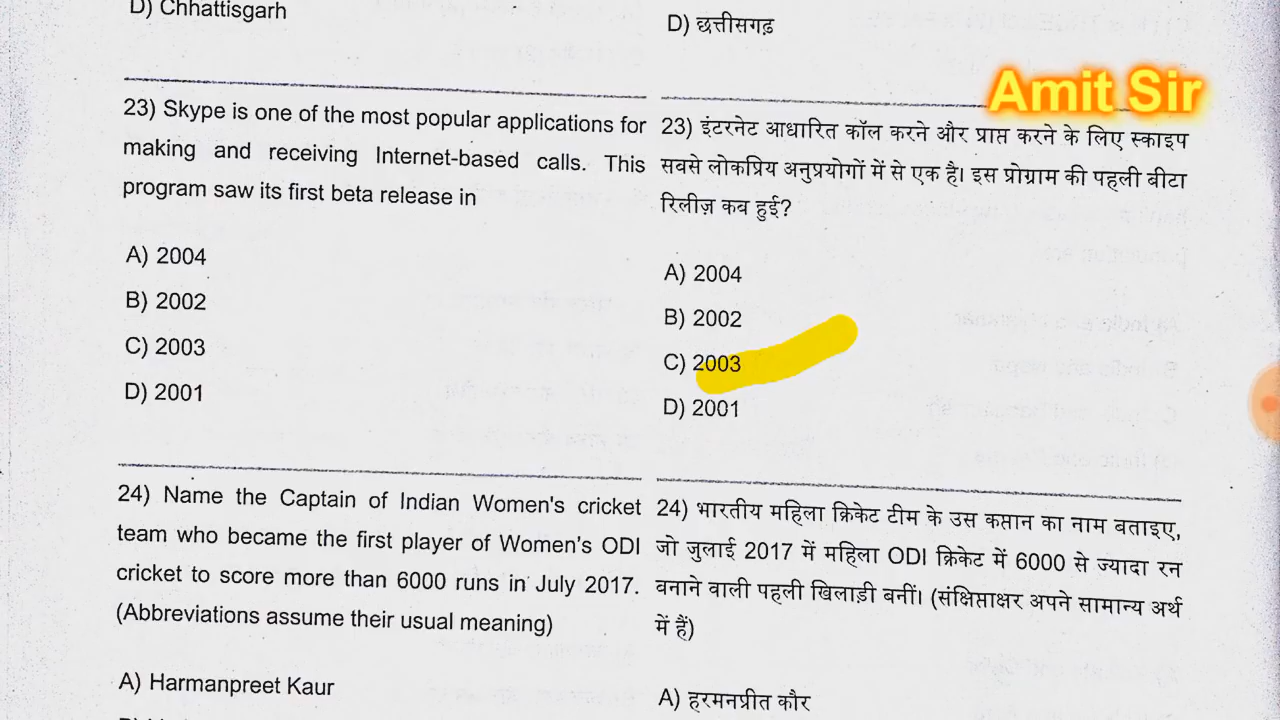 D) Chhattisgarh
23) Skype is one of the most popular applications for
making and receiving Internet-based calls. This
program saw its first beta release in
A) 2004
B) 2002
C) 2003
D) 2001
24) Name the Captain of Indian Women's cricket
team who became the first player of Women's ODI
cricket to score more than 6000 runs in July 2017.
(Abbreviations assume their usual meaning)
A) Harmanpreet Kaur
D) छत्तीसगढ़
Amit Sir
23) इंटरनेट आधारित कॉल करने और प्राप्त करने के लिए स्काइप
सबसे लोकप्रिय अनुप्रयोगों में से एक है। इस प्रोग्राम की पहली बीटा
रिलीज़ कब हुई?
A) 2004
B) 2002
C) 2003
D) 2001
24) भारतीय महिला क्रिकेट टीम के उस कप्तान का नाम बताइए,
जो जुलाई 2017 में महिला ODI क्रिकेट में 6000 से ज्यादा रन
बनाने वाली पहली खिलाड़ी बनीं। (संक्षिप्ताक्षर अपने सामान्य अर्थ
में हैं)
A) हरमनप्रीत कौर